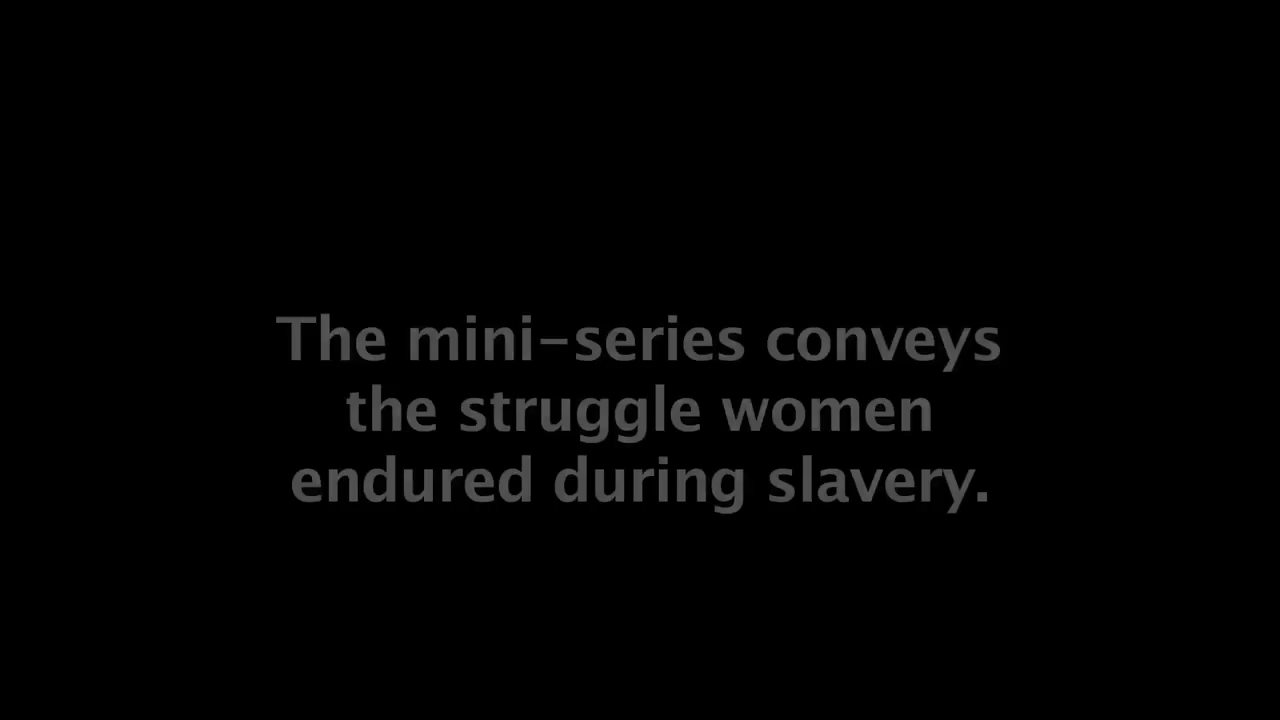 The mini-series conveys
the struggle women
endured during slavery.